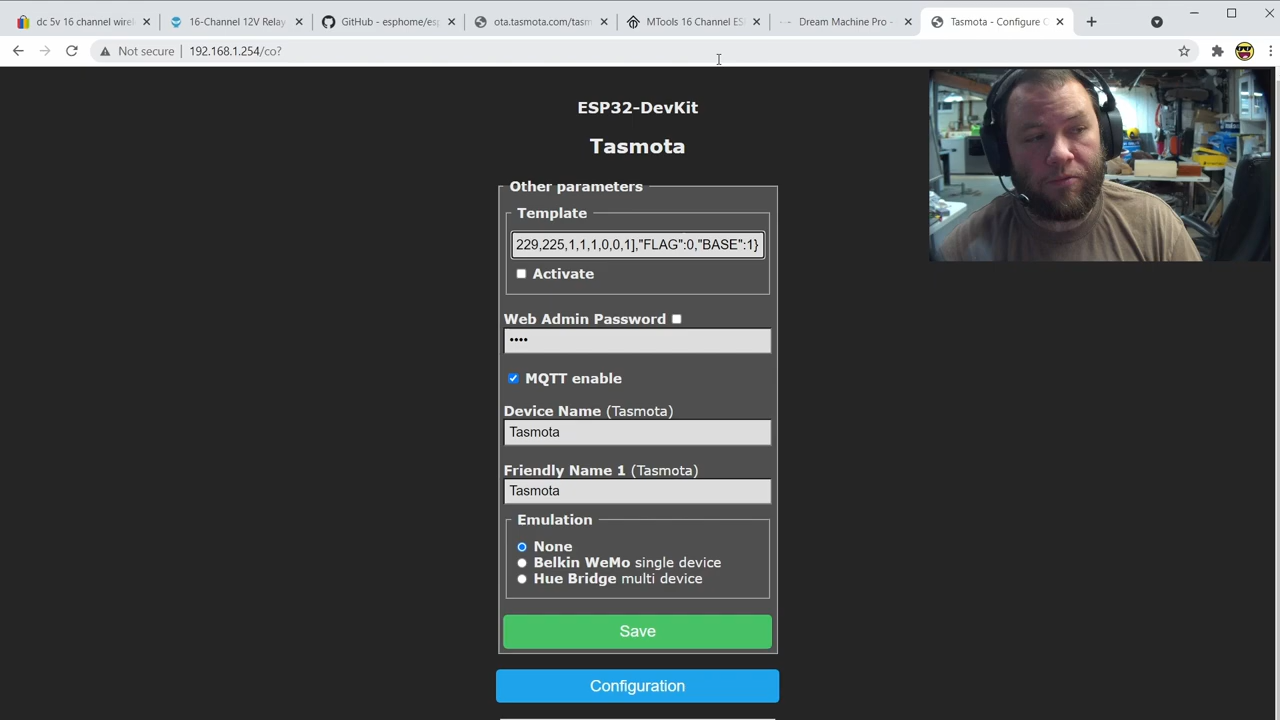 dc 5v 16 channel wirel
16-Channel 12V Relay
GitHub - esphome/esp
ota.tasmota.com/tasm
MTools 16 Channel ES
Dream Machine Pro -
Tasmota - Configure O
Not secure
192.168.1.254/co?
ESP32-DevKit
Tasmota
Other parameters
Template
229,225,1,1,1,0,0,1],"FLAG":0,"BASE":1}
Activate
Web Admin Password
••••
MQTT enable
Device Name (Tasmota)
Tasmota
Friendly Name 1 (Tasmota)
Tasmota
Emulation
None
Belkin WeMo single device
Hue Bridge multi device
Save
Configuration